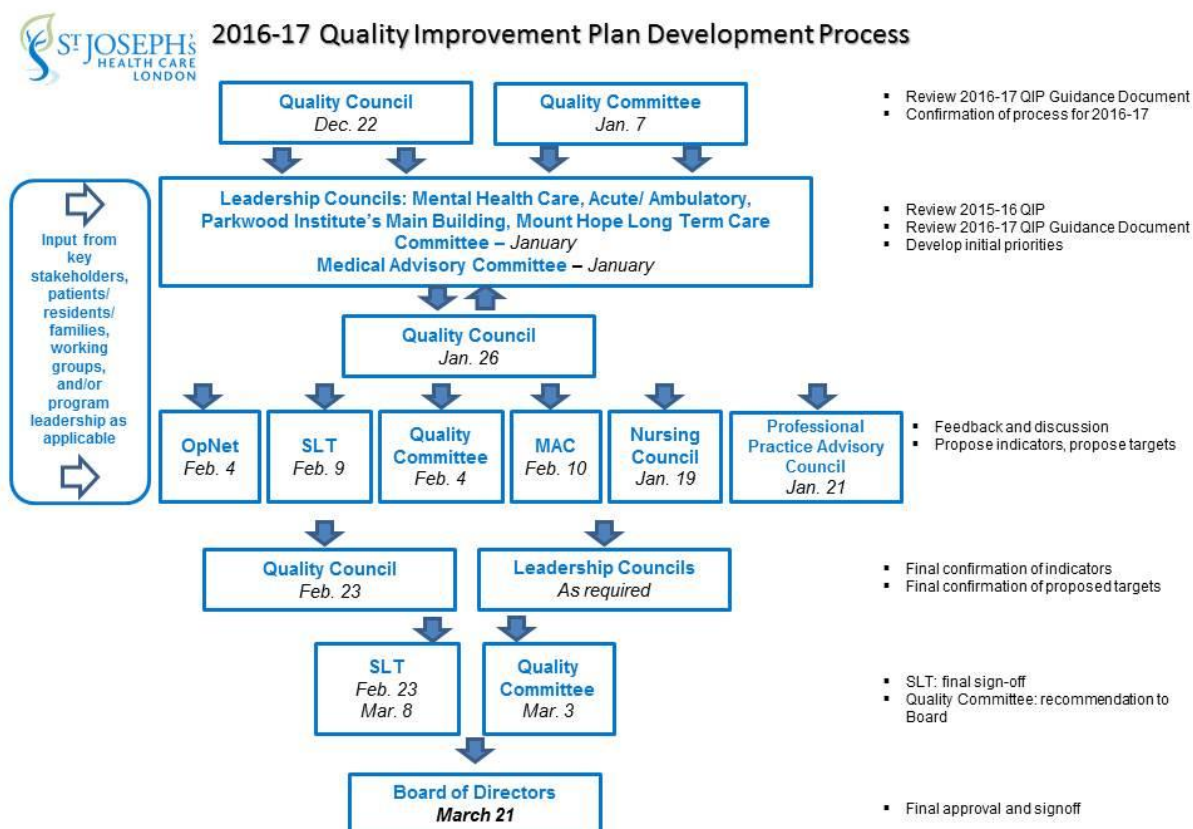 ST. JOSEPH'S
HEALTH CARE
LONDON
2016-17 Quality Improvement Plan Development Process
Quality Council
Dec. 22
Quality Committee
Jan. 7
▪ Review 2016-17 QIP Guidance Document
▪ Confirmation of process for 2016-17
Input from
key
stakeholders,
patients/
residents/
families,
working
groups,
and/or
program
leadership as
applicable
Leadership Councils: Mental Health Care, Acute/ Ambulatory,
Parkwood Institute's Main Building, Mount Hope Long Term Care
Committee – January
Medical Advisory Committee – January
▪ Review 2015-16 QIP
▪ Review 2016-17 QIP Guidance Document
▪ Develop initial priorities
Quality Council
Jan. 26
OpNet
Feb. 4
SLT
Feb. 9
Quality
Committee
Feb. 4
MAC
Feb. 10
Nursing
Council
Jan. 19
Professional
Practice Advisory
Council
Jan. 21
▪ Feedback and discussion
▪ Propose indicators, propose targets
Quality Council
Feb. 23
Leadership Councils
As required
▪ Final confirmation of indicators
▪ Final confirmation of proposed targets
SLT
Feb. 23
Mar. 8
Quality
Committee
Mar. 3
▪ SLT: final sign-off
▪ Quality Committee: recommendation to
Board
Board of Directors
March 21
▪ Final approval and signoff